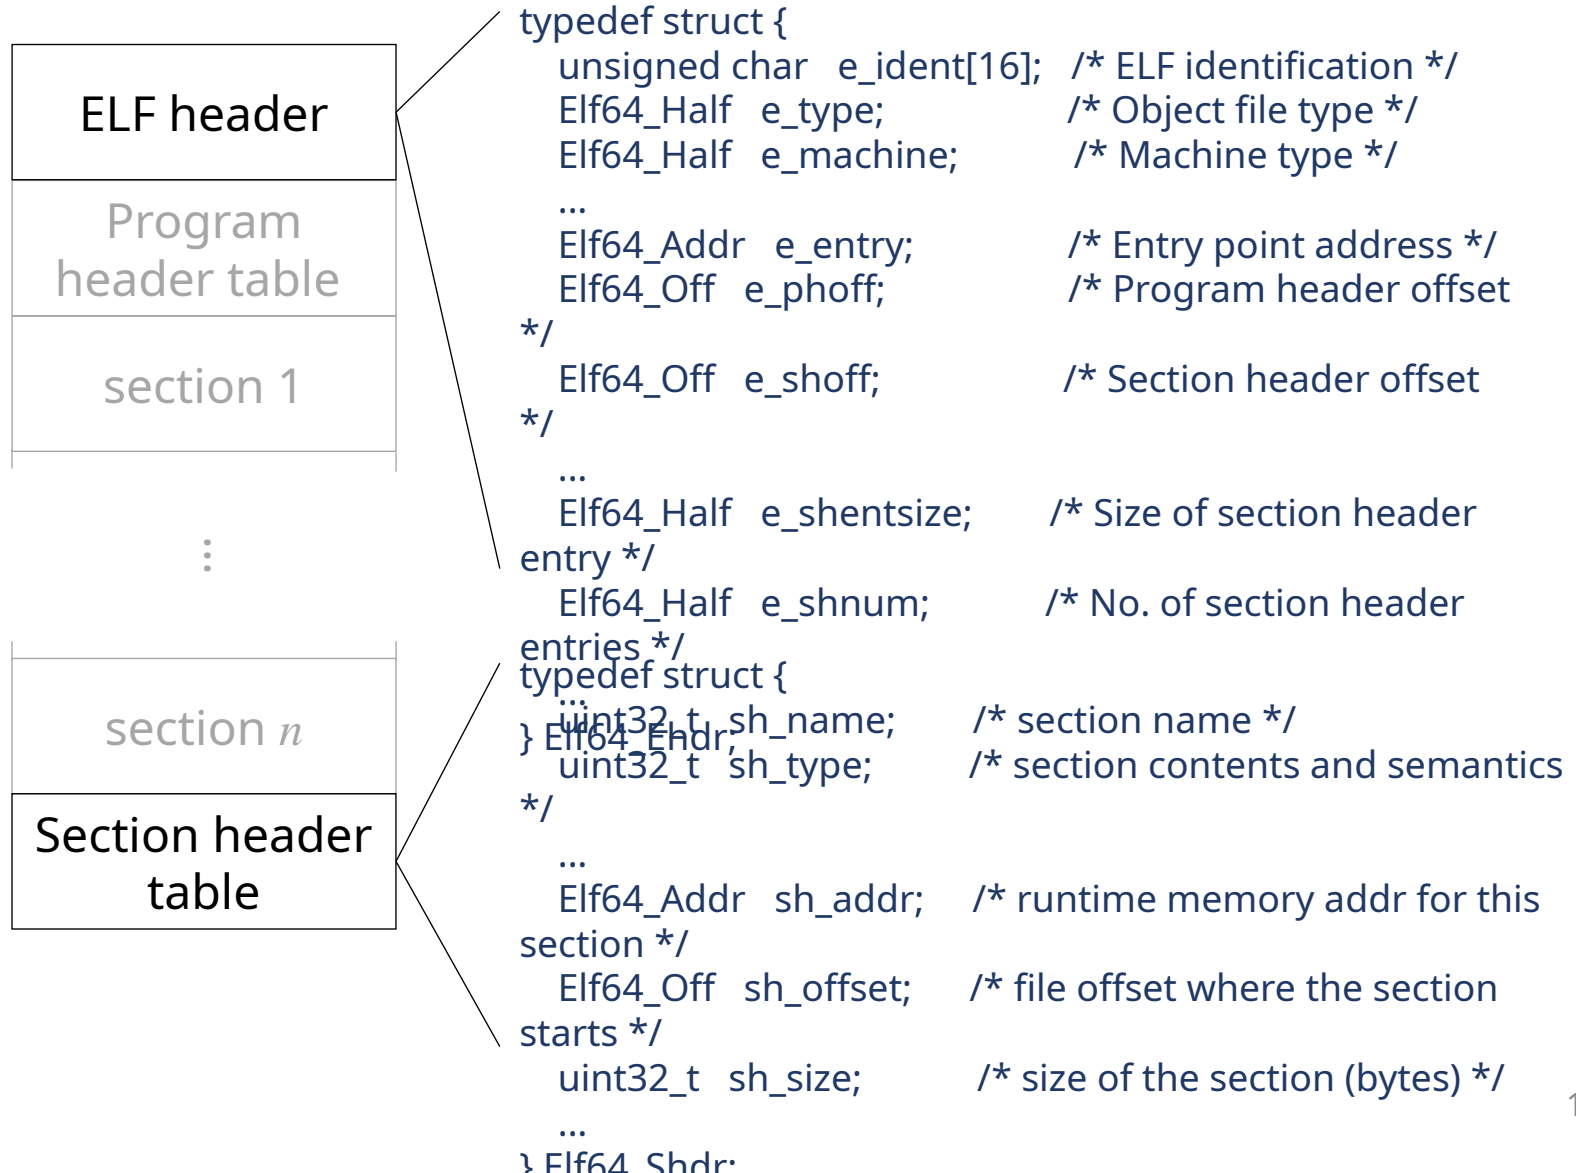 ELF header
Program
header table
section 1
⋮
section n
Section header
table
typedef struct {
unsigned char e_ident[16]; /* ELF identification */
Elf64_Half e_type; /* Object file type */
Elf64_Half e_machine; /* Machine type */
...
Elf64_Addr e_entry; /* Entry point address */
Elf64_Off e_phoff; /* Program header offset
*/
Elf64_Off e_shoff; /* Section header offset
*/
...
Elf64_Half e_shentsize; /* Size of section header
entry */
Elf64_Half e_shnum; /* No. of section header
entries */
...
} Elf64_Ehdr;
typedef struct {
uint32_t sh_name; /* section name */
uint32_t sh_type; /* section contents and semantics
*/
...
Elf64_Addr sh_addr; /* runtime memory addr for this
section */
Elf64_Off sh_offset; /* file offset where the section
starts */
uint32_t sh_size; /* size of the section (bytes) */
...
} Elf64_Shdr;
1